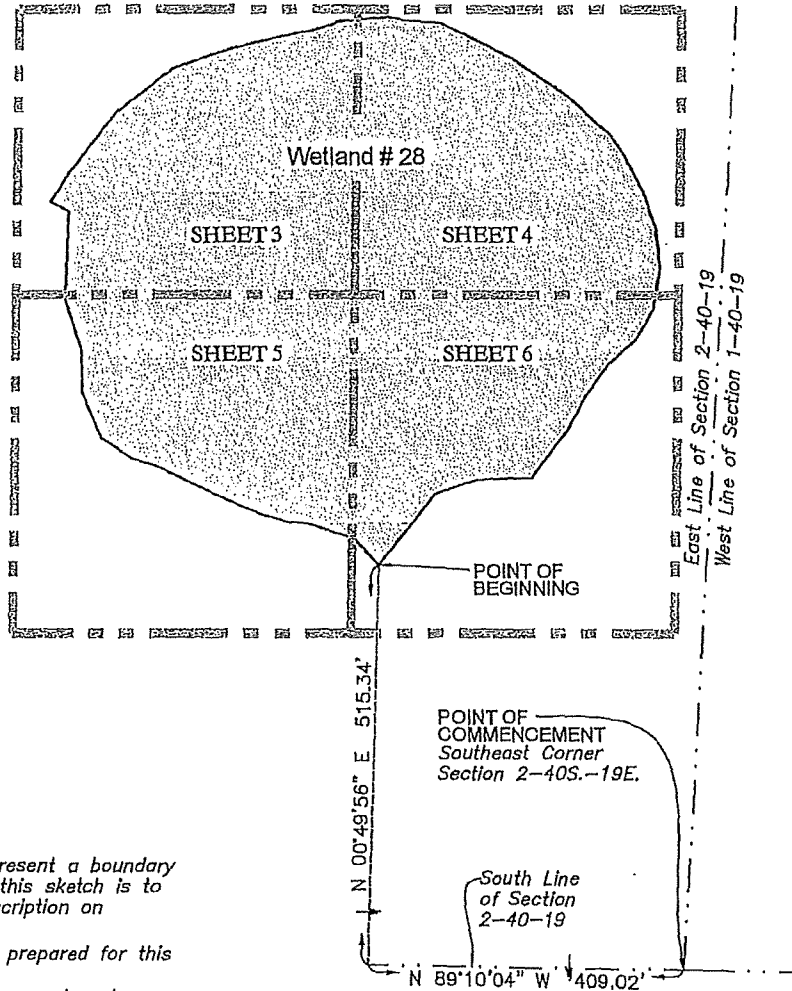 Wetland # 28
SHEET 3
SHEET 4
SHEET 5
SHEET 6
East Line of Section 2-40-19
West Line of Section 1-40-19
POINT OF
BEGINNING
N 00°49'56" E 515.34'
POINT OF
COMMENCEMENT
Southeast Corner
Section 2-40S.-19E.
South Line
of Section
2-40-19
N 89°10'04" W 409.02'
resent a boundary
this sketch is to
cription on
prepared for this